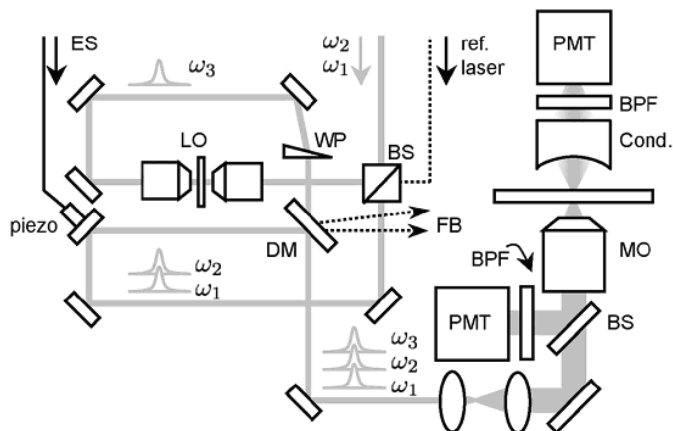 ES
ω₃
ω₂
ω₁
ref.
laser
PMT
BPF
Cond.
LO
WP
BS
piezo
DM
FB
BPF
MO
ω₂
ω₁
PMT
BS
ω₃
ω₂
ω₁